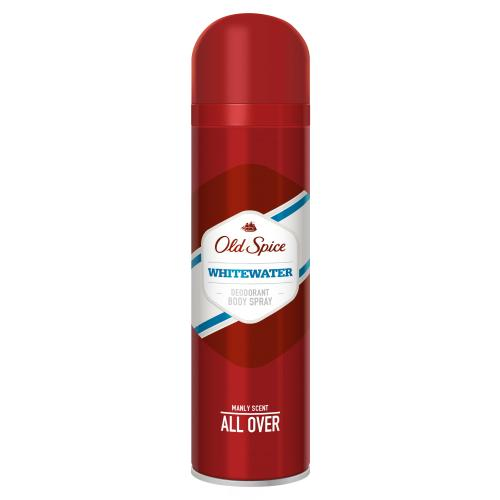 Old Spice
WHITEWATER
DEODORANT
BODY SPRAY
MANLY SCENT
ALL OVER